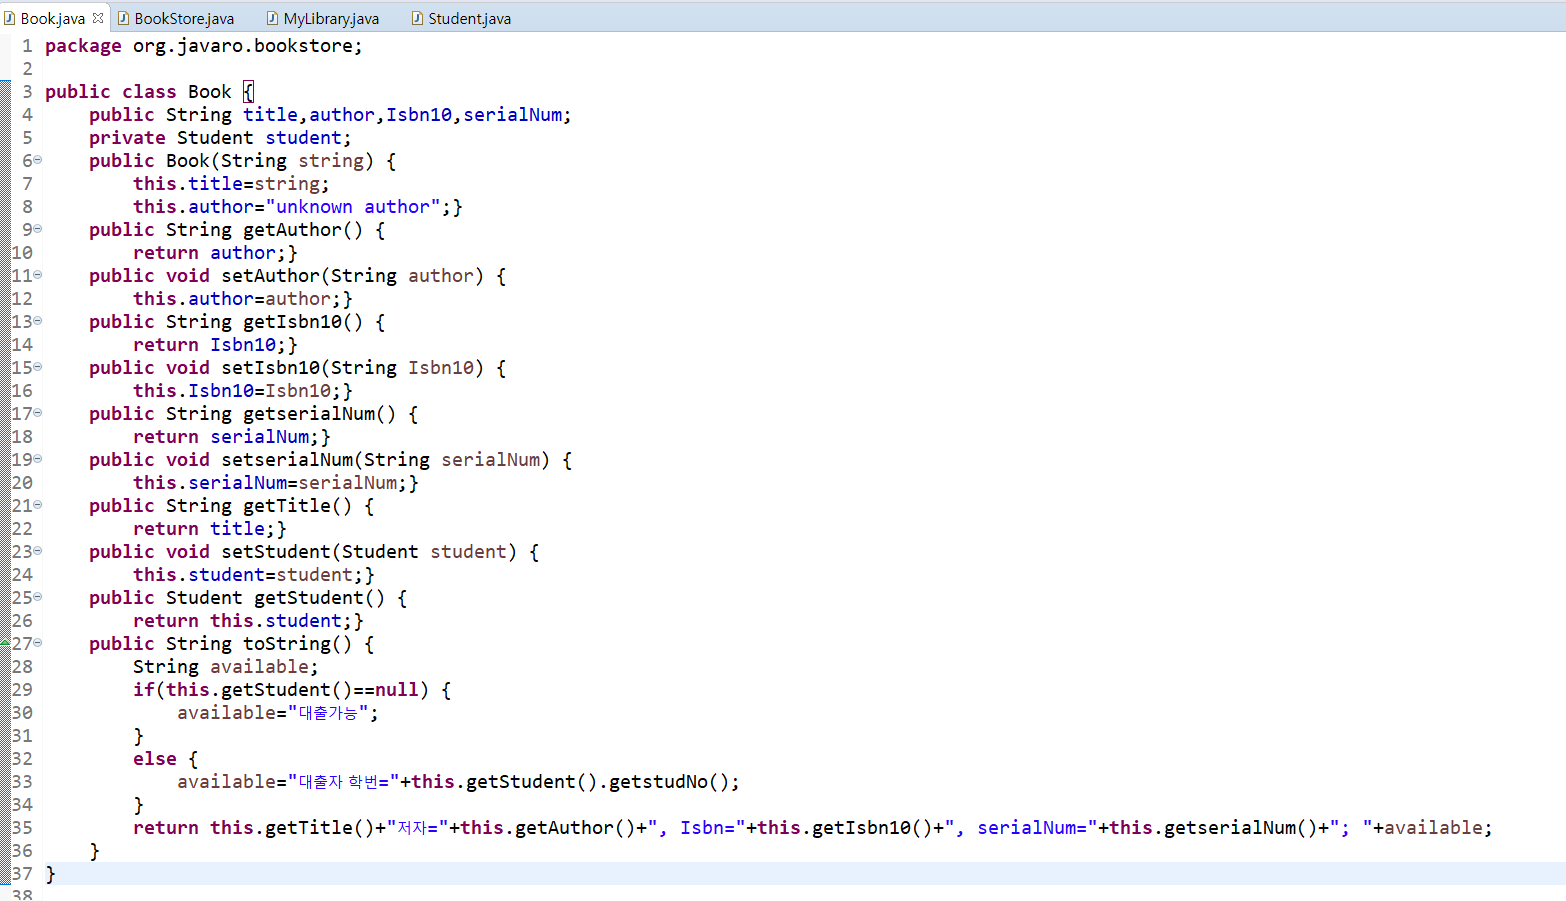 Book.java BookStore.java MyLibrary.java Student.java
1 package org.javaro.bookstore;
2
3 public class Book {
4     public String title,author,Isbn10,serialNum;
5     private Student student;
6     public Book(String string) {
7         this.title=string;
8         this.author="unknown author";}
9     public String getAuthor() {
10         return author;}
11     public void setAuthor(String author) {
12         this.author=author;}
13     public String getIsbn10() {
14         return Isbn10;}
15     public void setIsbn10(String Isbn10) {
16         this.Isbn10=Isbn10;}
17     public String getserialNum() {
18         return serialNum;}
19     public void setserialNum(String serialNum) {
20         this.serialNum=serialNum;}
21     public String getTitle() {
22         return title;}
23     public void setStudent(Student student) {
24         this.student=student;}
25     public Student getStudent() {
26         return this.student;}
27     public String toString() {
28         String available;
29         if(this.getStudent()==null) {
30             available="대출가능";
31         }
32         else {
33             available="대출자 학번="+this.getStudent().getstudNo();
34         }
35         return this.getTitle()+"저자="+this.getAuthor()+", Isbn="+this.getIsbn10()+", serialNum="+this.getserialNum()+"; "+available;
36     }
37 }
38